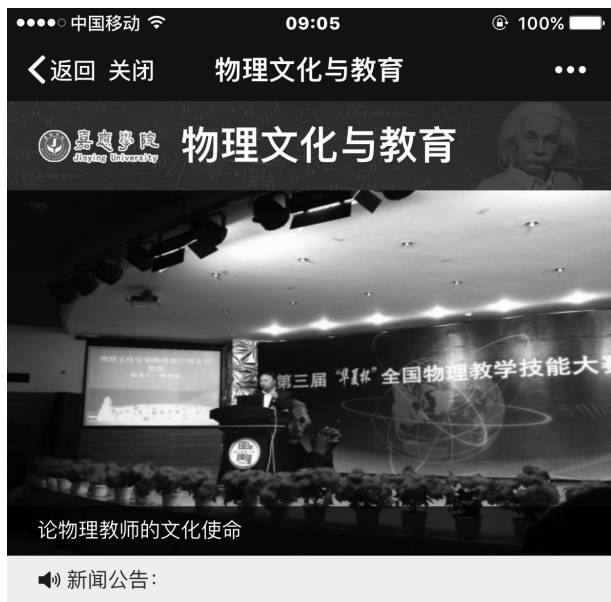 中国移动 09:05 100%
返回 关闭 物理文化与教育 •••
嘉应学院 Jiaying University 物理文化与教育
第三届“华夏杯”全国物理教学技能大赛
论物理教师的文化使命
新闻公告：